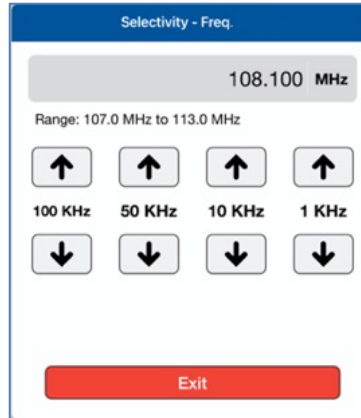 Selectivity - Freq.
108.100 MHz
Range: 107.0 MHz to 113.0 MHz
100 KHz 50 KHz 10 KHz 1 KHz
Exit